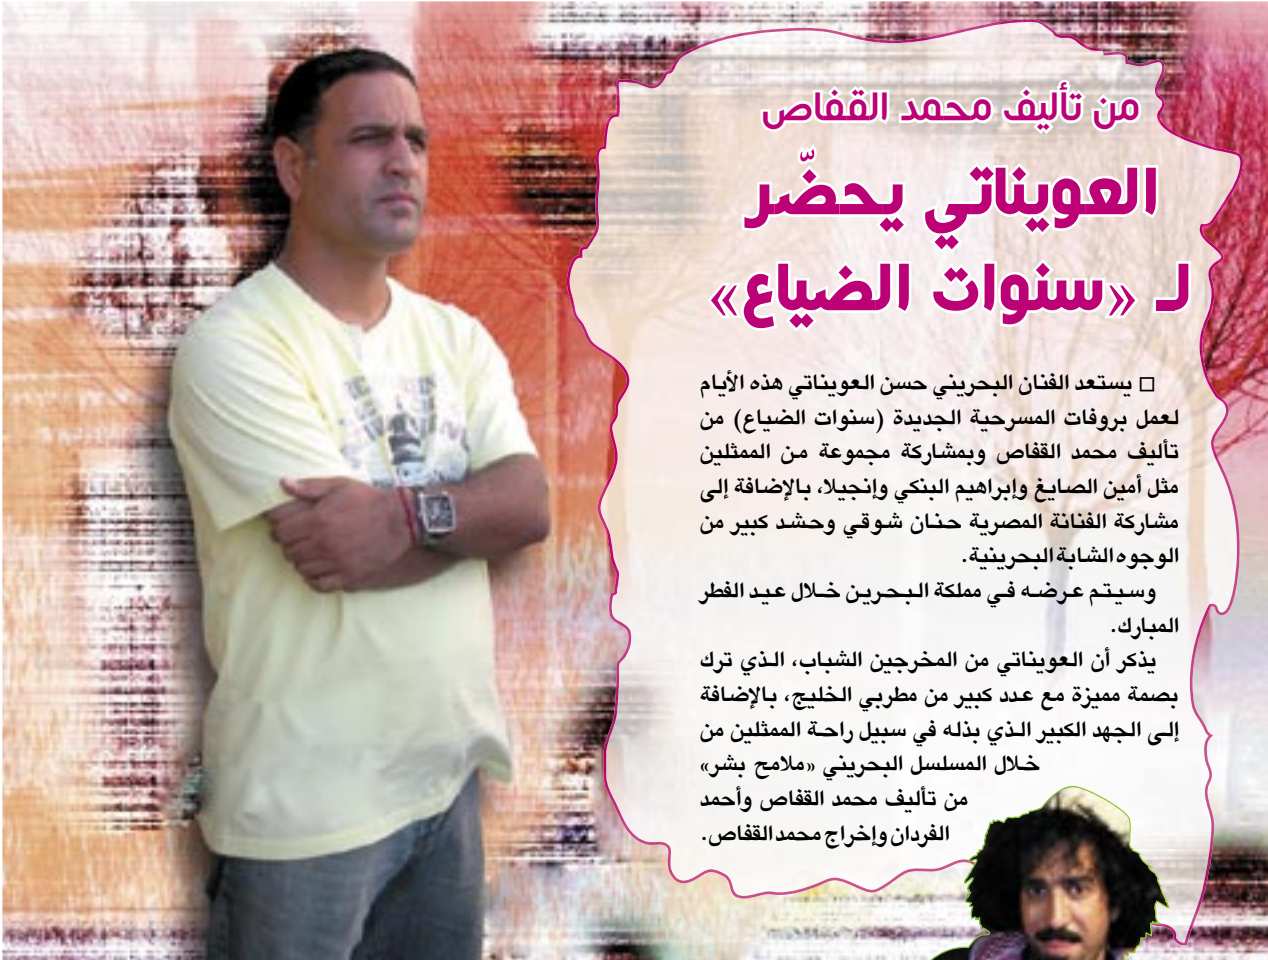 من تأليف محمد القفاص
العويناتي يحضّر
لـ «سنوات الضياع»
□ يستعد الفنان البحريني حسن العويناتي هذه الأيام
لعمل بروفات المسرحية الجديدة (سنوات الضياع) من
تأليف محمد القفاص وبمشاركة مجموعة من الممثلين
مثل أمين الصايغ وإبراهيم البنكي وإنجيلا، بالإضافة إلى
مشاركة الفنانة المصرية حنان شوقي وحشد كبير من
الوجوه الشابة البحرينية.
وسيتم عرضه في مملكة البحرين خلال عيد الفطر
المبارك.
يذكر أن العويناتي من المخرجين الشباب، الذي ترك
بصمة مميزة مع عدد كبير من مطربي الخليج، بالإضافة
إلى الجهد الكبير الذي بذله في سبيل راحة الممثلين من
خلال المسلسل البحريني «ملامح بشر»
من تأليف محمد القفاص وأحمد
الفردان وإخراج محمد القفاص.